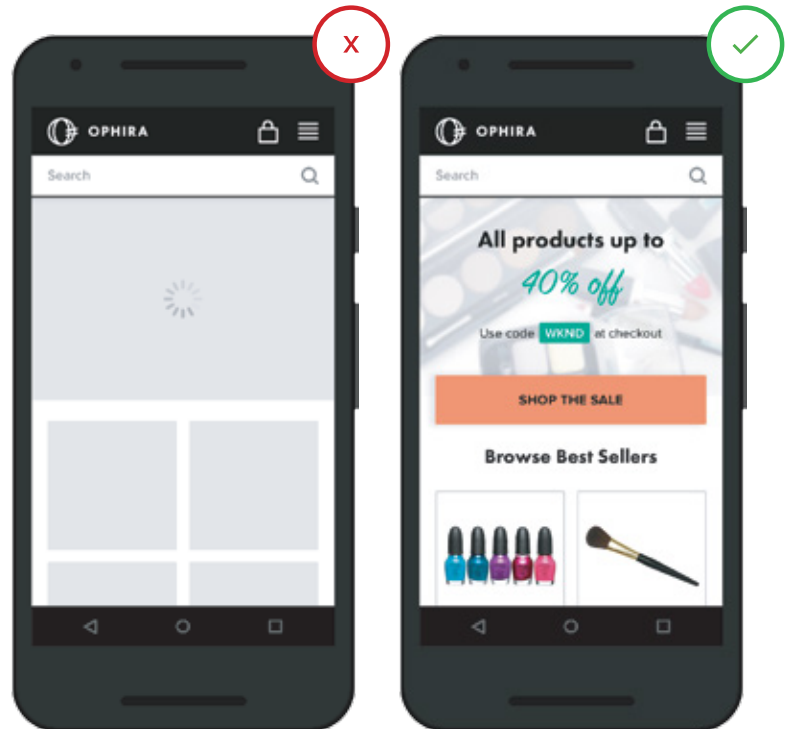 X
OPHIRA
Search
OPHIRA
Search
All products up to
40% off
Use code WKND at checkout
SHOP THE SALE
Browse Best Sellers